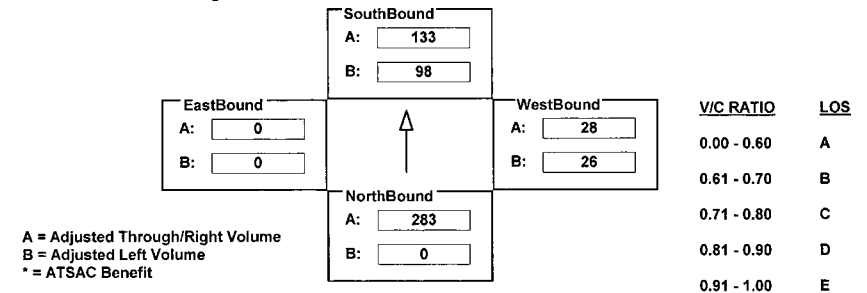 SouthBound
A: 133
B: 98
EastBound
A: 0
B: 0
WestBound
A: 28
B: 26
NorthBound
A: 283
B: 0
A = Adjusted Through/Right Volume
B = Adjusted Left Volume
* = ATSAC Benefit
V/C RATIO LOS
0.00 - 0.60 A
0.61 - 0.70 B
0.71 - 0.80 C
0.81 - 0.90 D
0.91 - 1.00 E